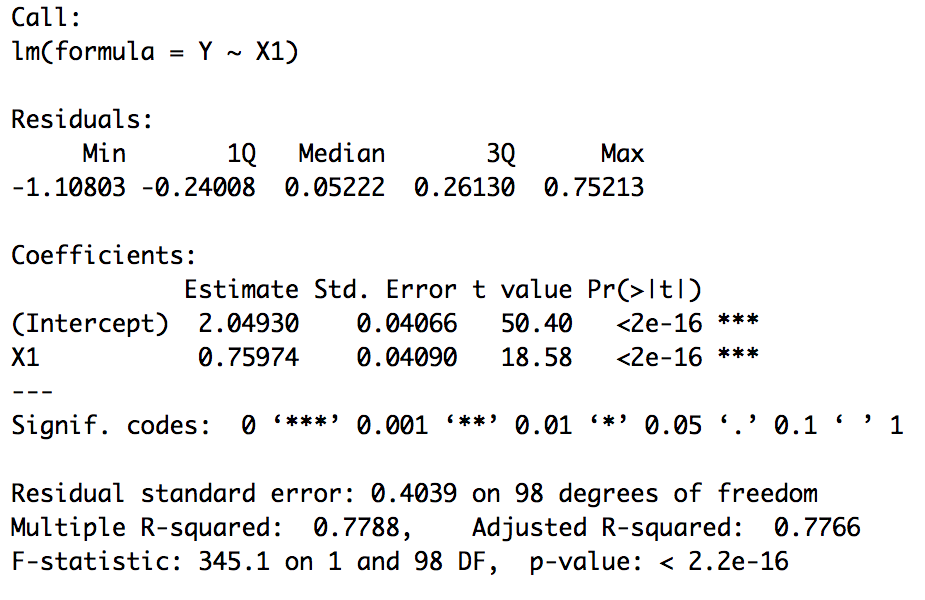 Call:
lm(formula = Y ~ X1)
Residuals:
Min 1Q Median 3Q Max
-1.10803 -0.24008 0.05222 0.26130 0.75213
Coefficients:
Estimate Std. Error t value Pr(>|t|)
(Intercept) 2.04930 0.04066 50.40 <2e-16 ***
X1 0.75974 0.04090 18.58 <2e-16 ***
---
Signif. codes: 0 ‘***’ 0.001 ‘**’ 0.01 ‘*’ 0.05 ‘.’ 0.1 ‘ ’ 1
Residual standard error: 0.4039 on 98 degrees of freedom
Multiple R-squared: 0.7788, Adjusted R-squared: 0.7766
F-statistic: 345.1 on 1 and 98 DF, p-value: < 2.2e-16